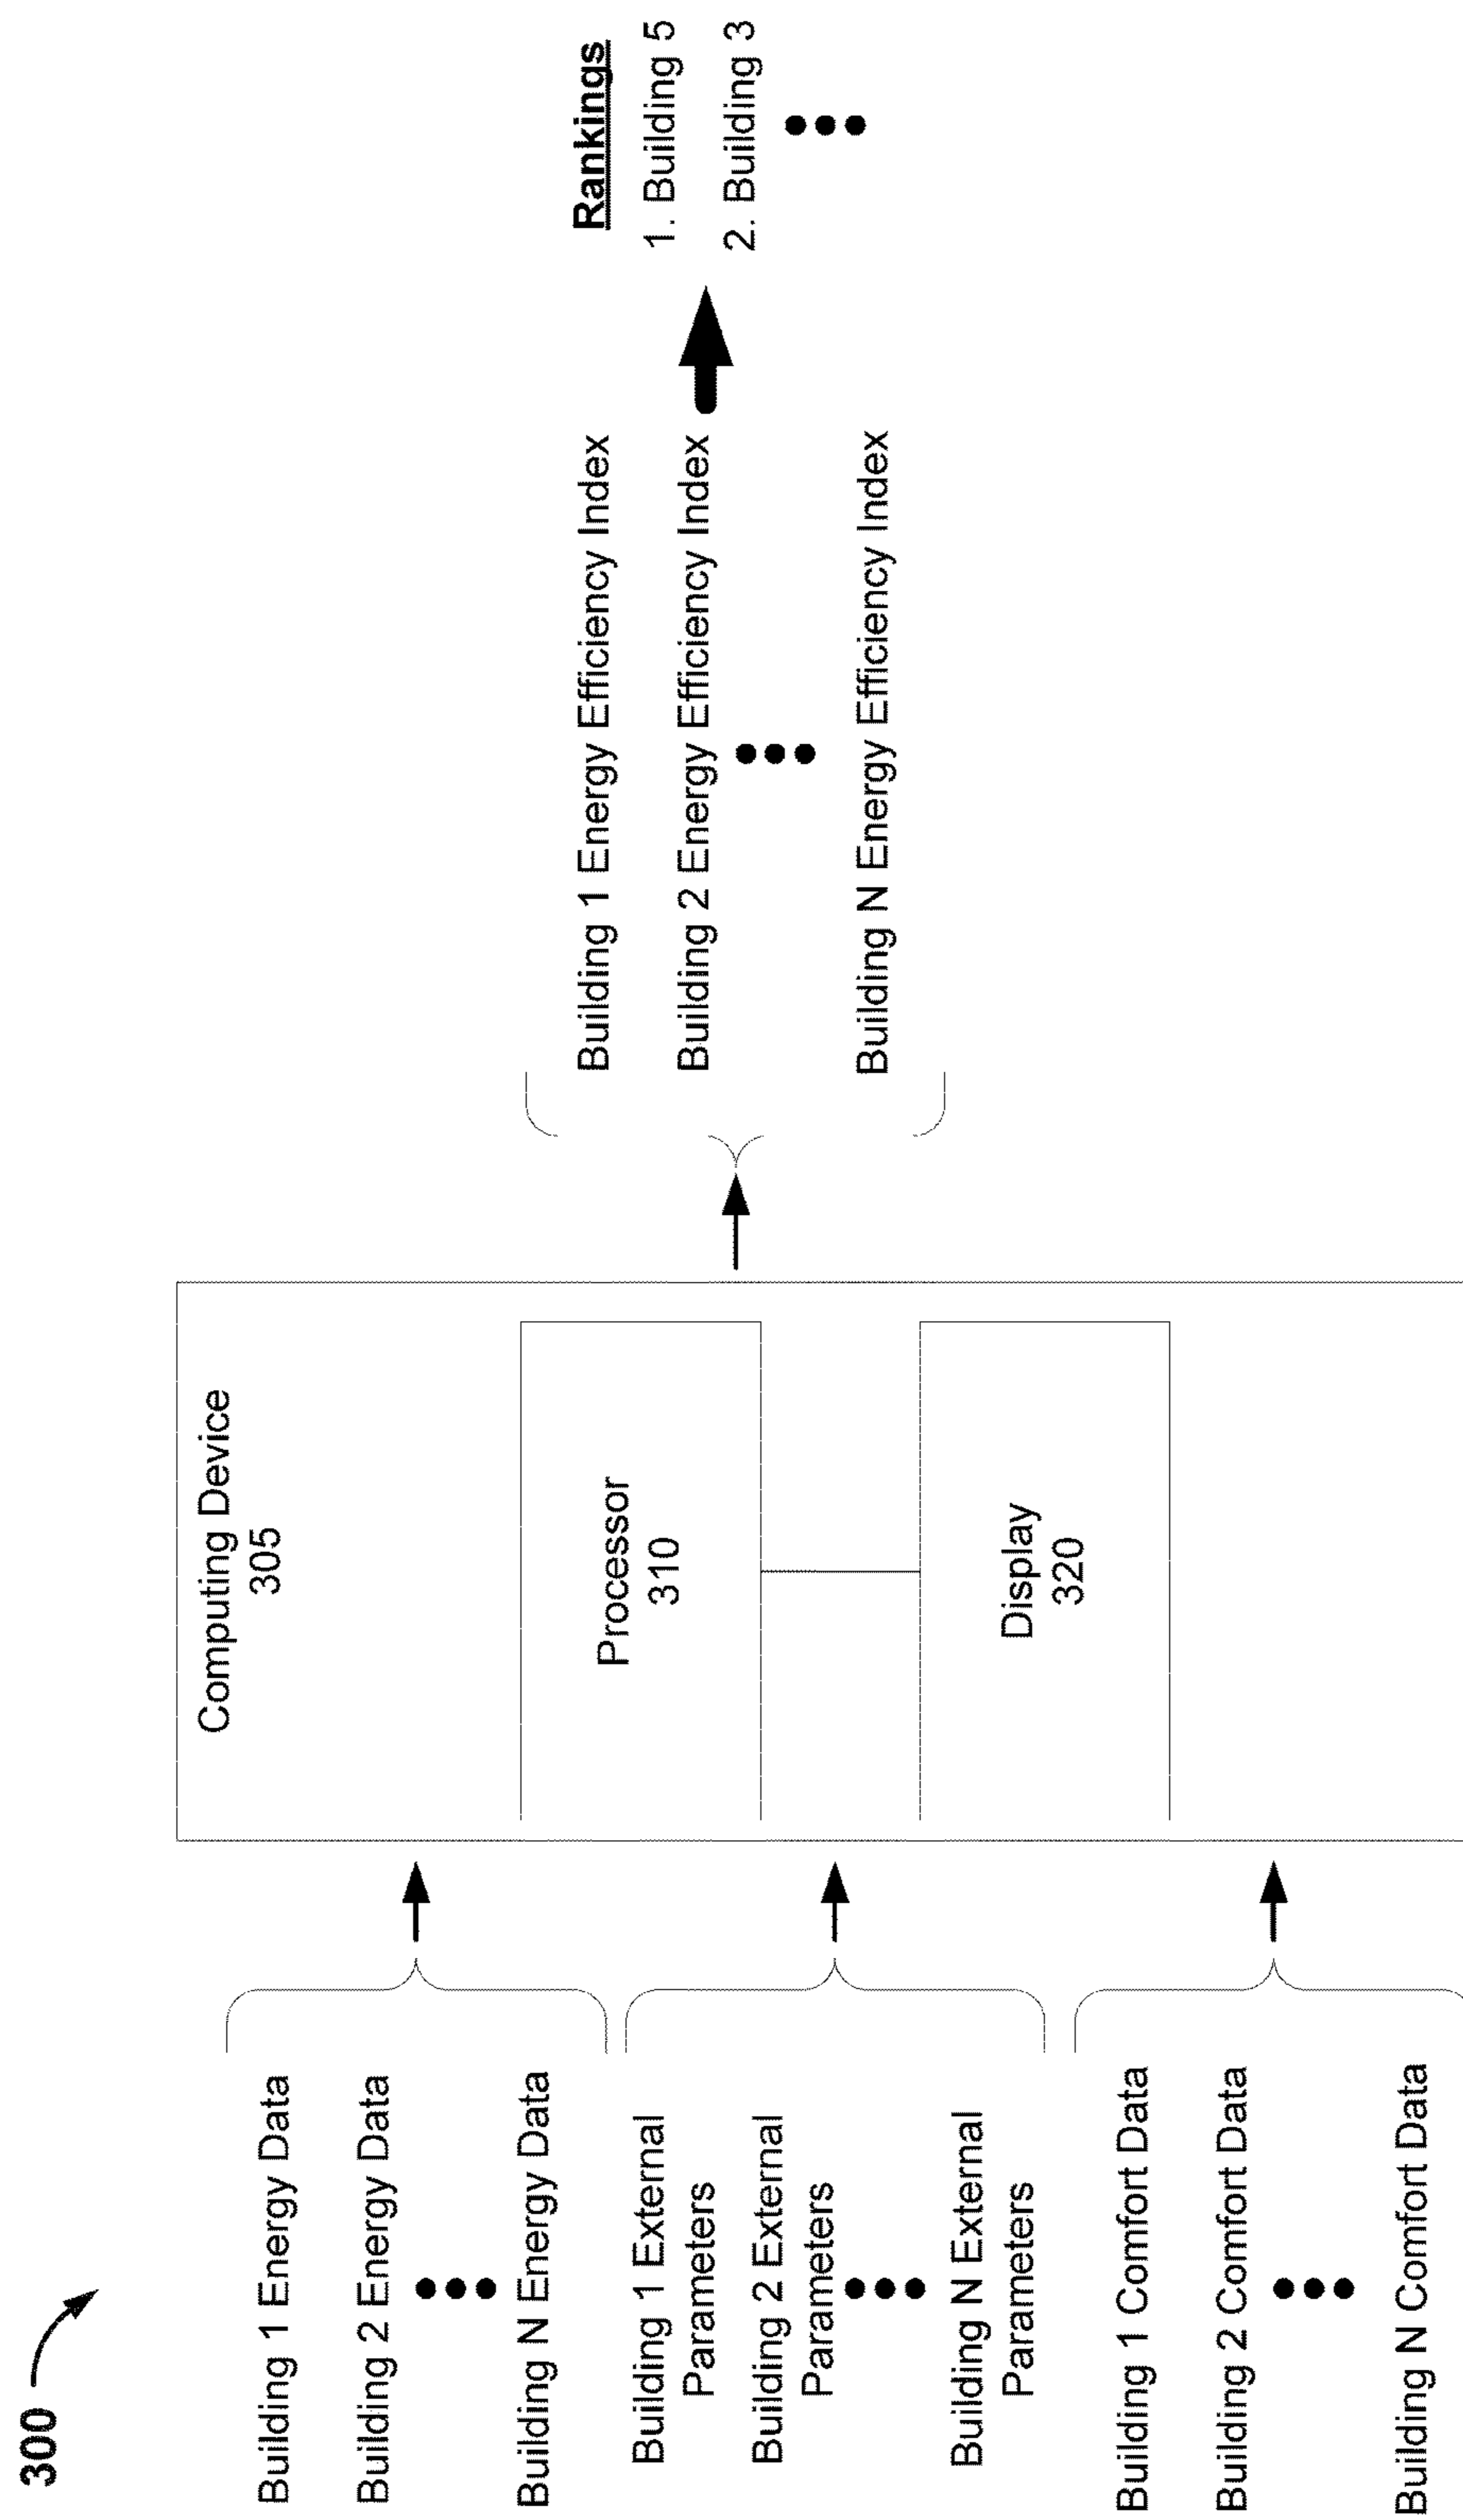 300
Building 1 Energy Data
Building 2 Energy Data
Building N Energy Data
Building 1 External
Parameters
Building 2 External
Parameters
Building N External
Parameters
Building 1 Comfort Data
Building 2 Comfort Data
Building N Comfort Data
Computing Device
305
Processor
310
Display
320
Building 1 Energy Efficiency Index
Building 2 Energy Efficiency Index
Building N Energy Efficiency Index
Rankings
1. Building 5
2. Building 3